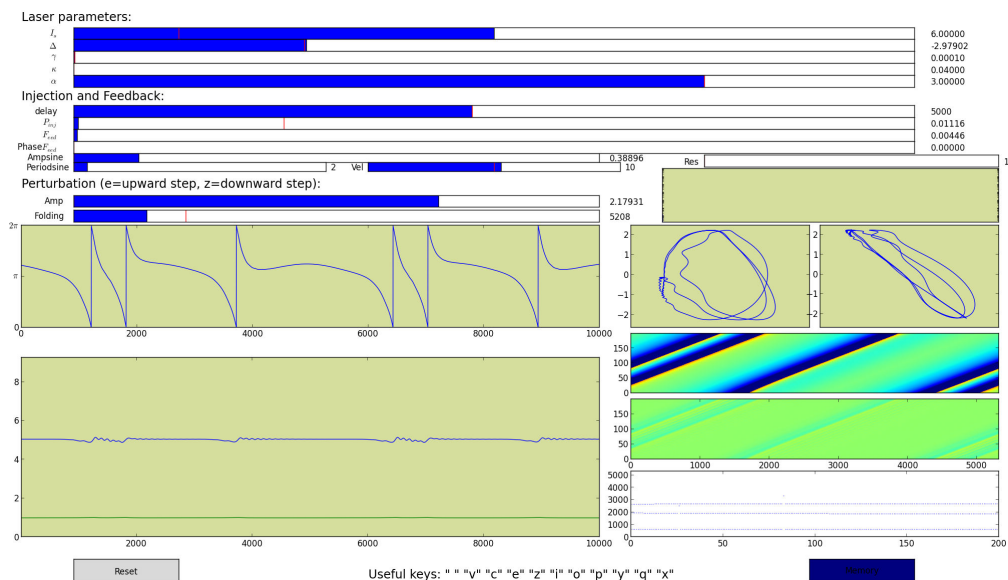 Laser parameters:
I_s 6.00000
Δ -2.97902
γ 0.00010
κ 0.04000
α 3.00000
Injection and Feedback:
delay 5000
P_inj 0.01116
0.00446
0.00000
Ampsine 0.38896
Periodsine 2 Vel 10 Res 1
Perturbation (e=upward step, z=downward step):
Amp 2.17931
Folding 5208
2π
π
0
0 2000 4000 6000 8000 10000
2
1
0
−1
−2
2
1
0
−1
−2
150
100
50
0
200
150
100
50
0
0 1000 2000 3000 4000 5000
8
6
4
2
0
0 2000 4000 6000 8000 10000
5000
4000
3000
2000
1000
0
0 50 100 150 200
Reset
Useful keys: " " "v" "c" "e" "z" "i" "o" "p" "y" "q" "x"